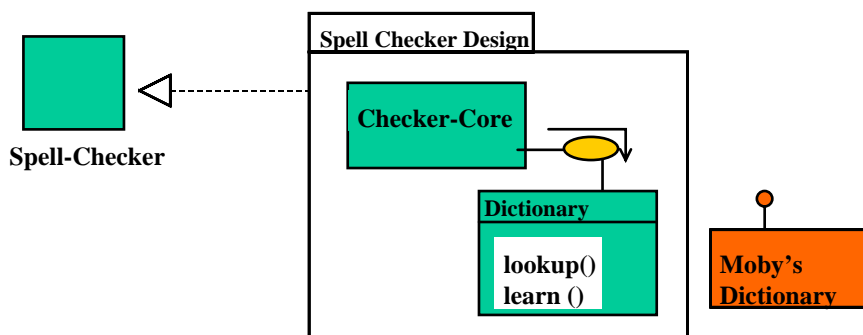 Spell Checker Design
Checker-Core
Spell-Checker
Dictionary
lookup()
learn ()
Moby’s
Dictionary